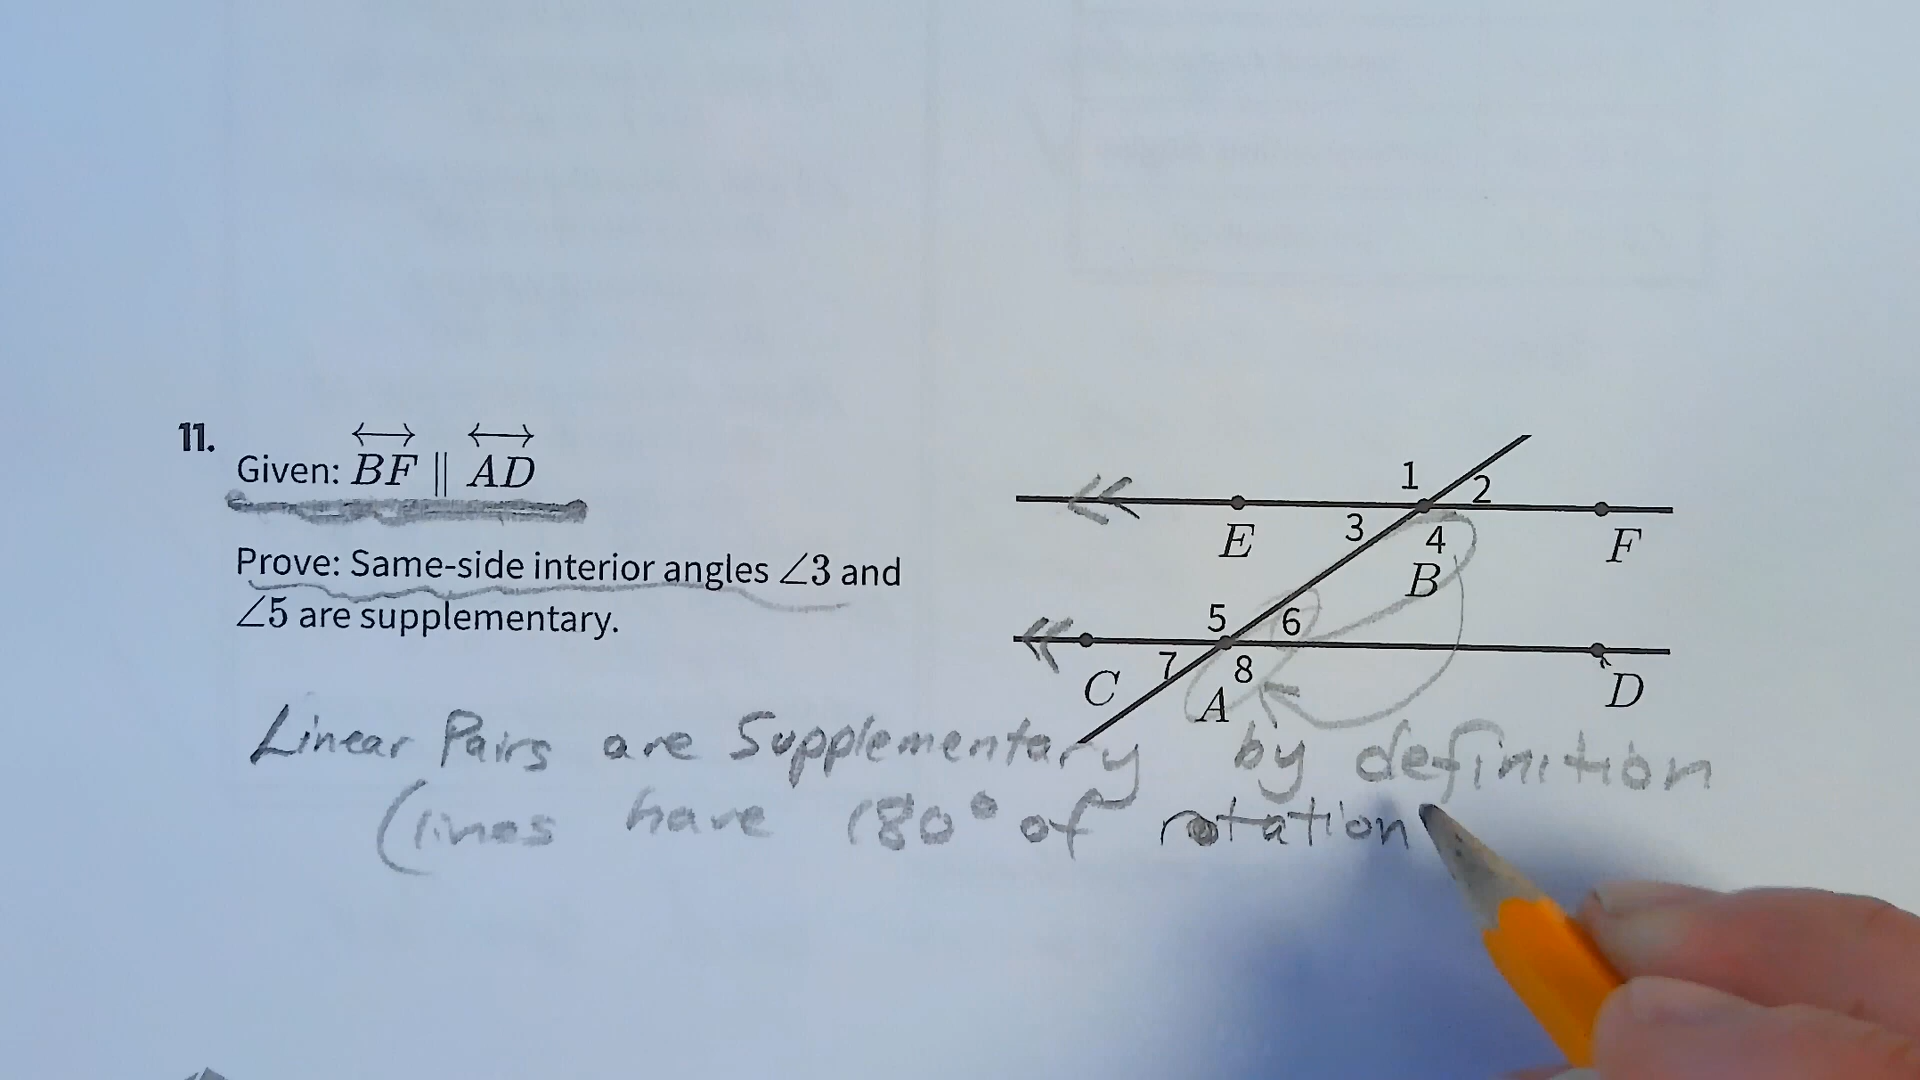 11.
Given: BF ∥ AD
Prove: Same-side interior angles ∠3 and
∠5 are supplementary.
1
2
3
4
E
B
F
5
6
7
8
C
A
D
Linear Pairs are Supplementary by definition
(lines have 180° of rotation